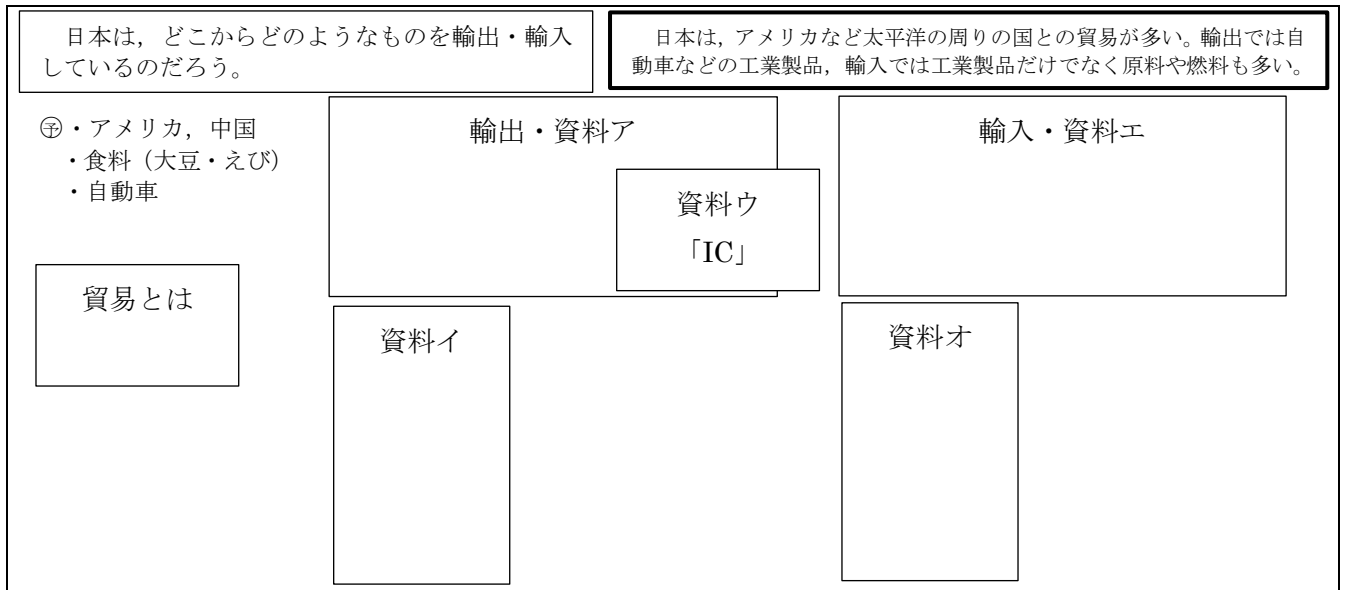 日本は，どこからどのようなものを輸出・輸入
しているのだろう。
日本は，アメリカなど太平洋の周りの国との貿易が多い。輸出では自
動車などの工業製品，輸入では工業製品だけでなく原料や燃料も多い。
㋵・アメリカ，中国
・食料（大豆・えび）
・自動車
貿易とは
輸出・資料ア
資料ウ
「IC」
資料イ
輸入・資料エ
資料オ